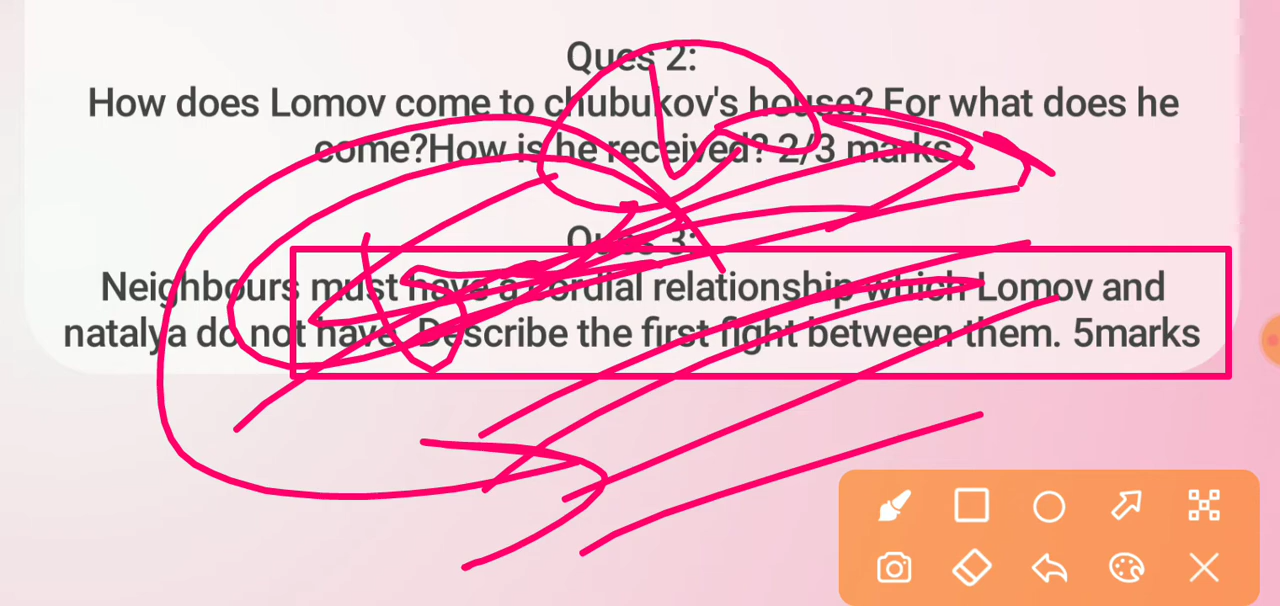 Ques 2:
How does Lomov come to chubukov's house? For what does he
come?How is he received? 2/3 marks
Ques 3:
Neighbours must have a cordial relationship which Lomov and
natalya do not have. Describe the first fight between them. 5marks